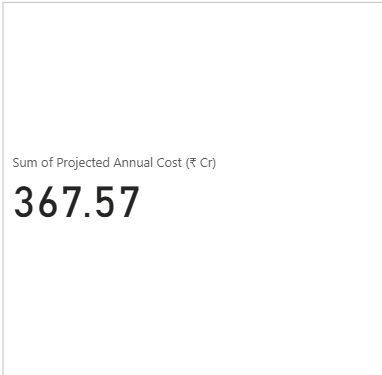 Sum of Projected Annual Cost (₹ Cr)
367.57